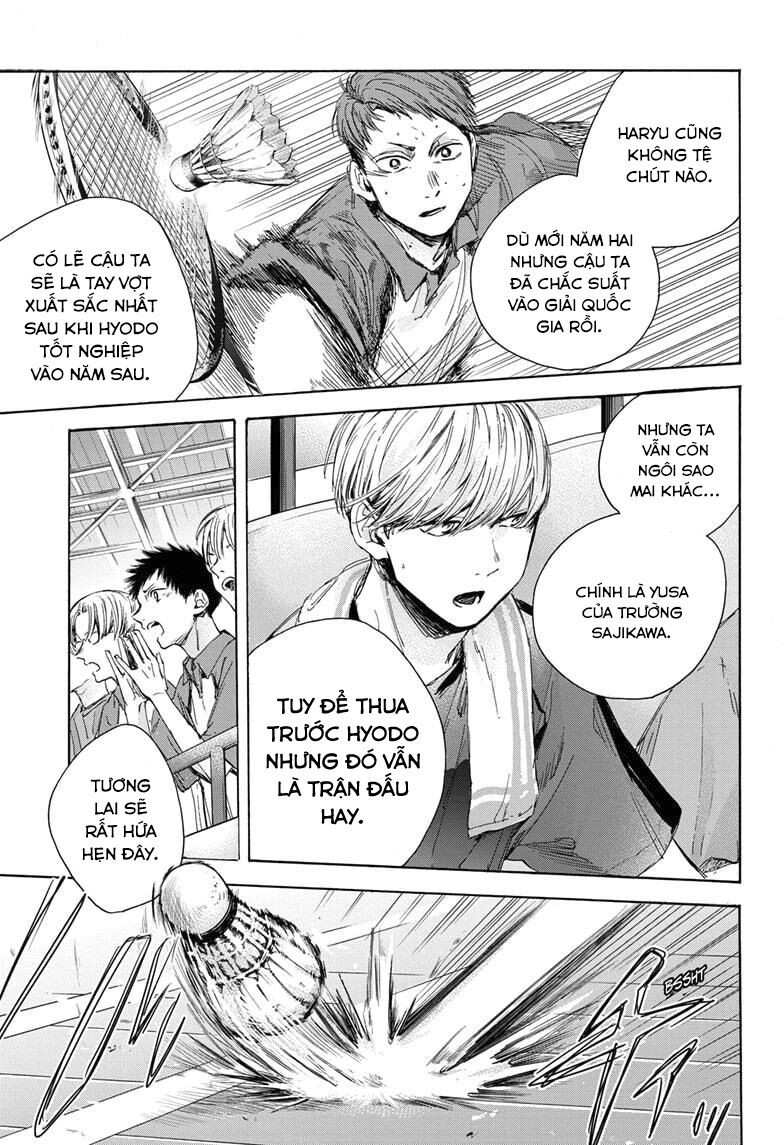 HARYU CŨNG
KHÔNG TỆ
CHÚT NÀO.
DÙ MỚI NĂM HAI
NHƯNG CẬU TA
ĐÃ CHẮC SUẤT
VÀO GIẢI QUỐC
GIA RỒI.
CÓ LẼ CẬU TA
SẼ LÀ TAY VỢT
XUẤT SẮC NHẤT
SAU KHI HYODO
TỐT NGHIỆP
VÀO NĂM SAU.
NHƯNG TA
VẪN CÒN
NGÔI SAO
MAI KHÁC...
CHÍNH LÀ YUSA
CỦA TRƯỜNG
SAJIKAWA.
TUY ĐỂ THUA
TRƯỚC HYODO
NHƯNG ĐÓ VẪN
LÀ TRẬN ĐẤU
HAY.
TƯƠNG
LAI SẼ
RẤT HỨA
HẸN ĐÂY.
BSSHT